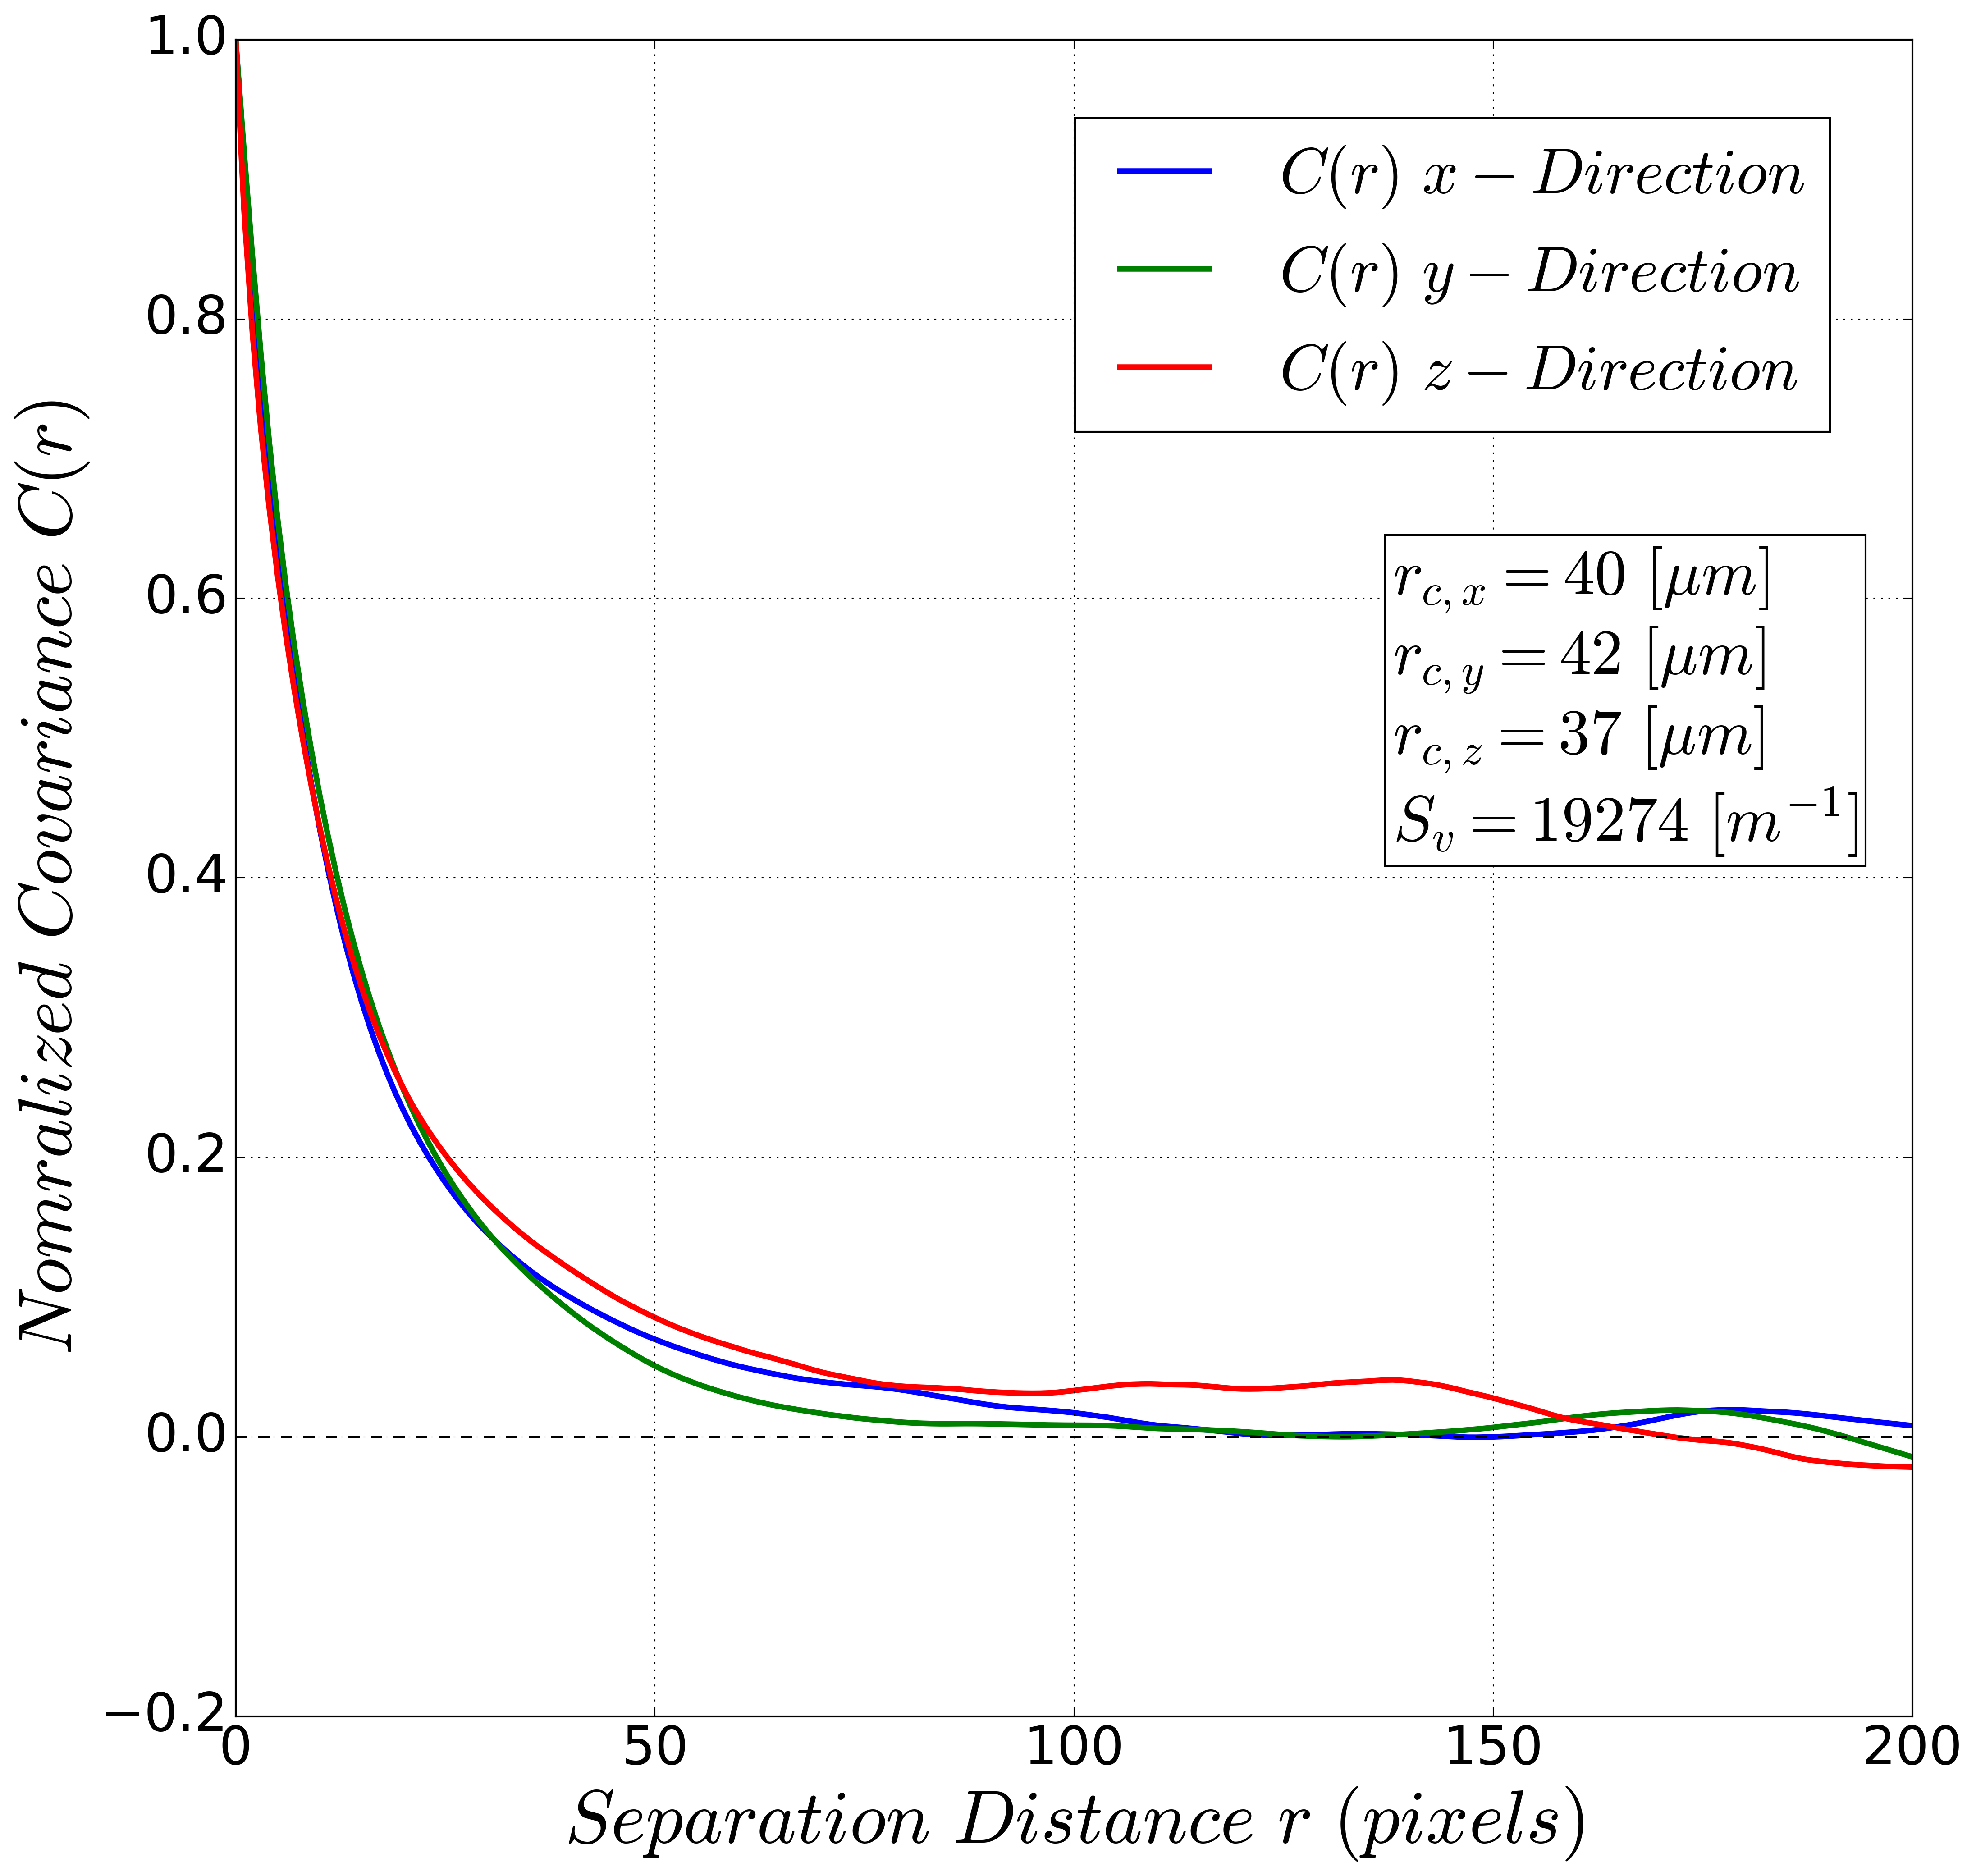 1.0
0.8
0.6
0.4
0.2
0.0
−0.2
0 50 100 150 200
Nomralized Covariance C(r)
Separation Distance r (pixels)
C(r) x − Direction
C(r) y − Direction
C(r) z − Direction
r_{c,x} = 40 [μm]
r_{c,y} = 42 [μm]
r_{c,z} = 37 [μm]
S_v = 19274 [m^{−1}]